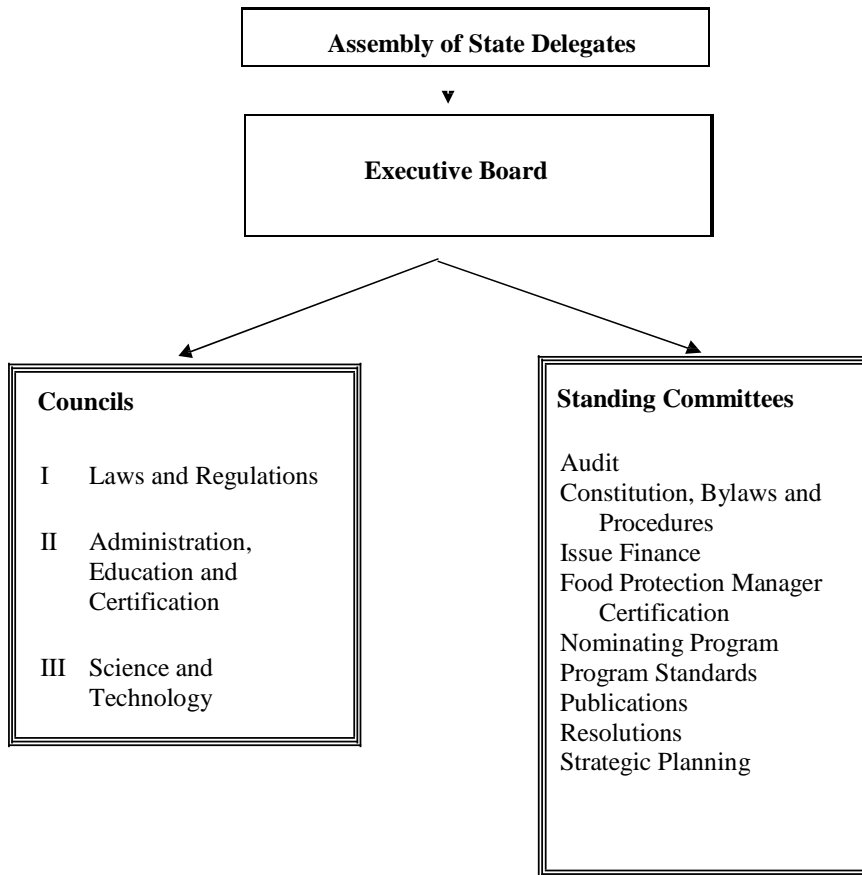 Assembly of State Delegates
Executive Board
Councils
I Laws and Regulations
II Administration,
Education and
Certification
III Science and
Technology
Standing Committees
Audit
Constitution, Bylaws and
Procedures
Issue Finance
Food Protection Manager
Certification
Nominating Program
Program Standards
Publications
Resolutions
Strategic Planning